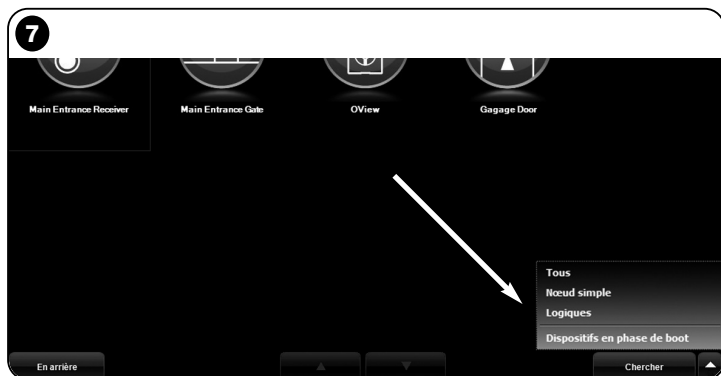 7
Main Entrance Receiver
Main Entrance Gate
OView
Gagage Door
Tous
Nœud simple
Logiques
Dispositifs en phase de boot
En arrière
Chercher